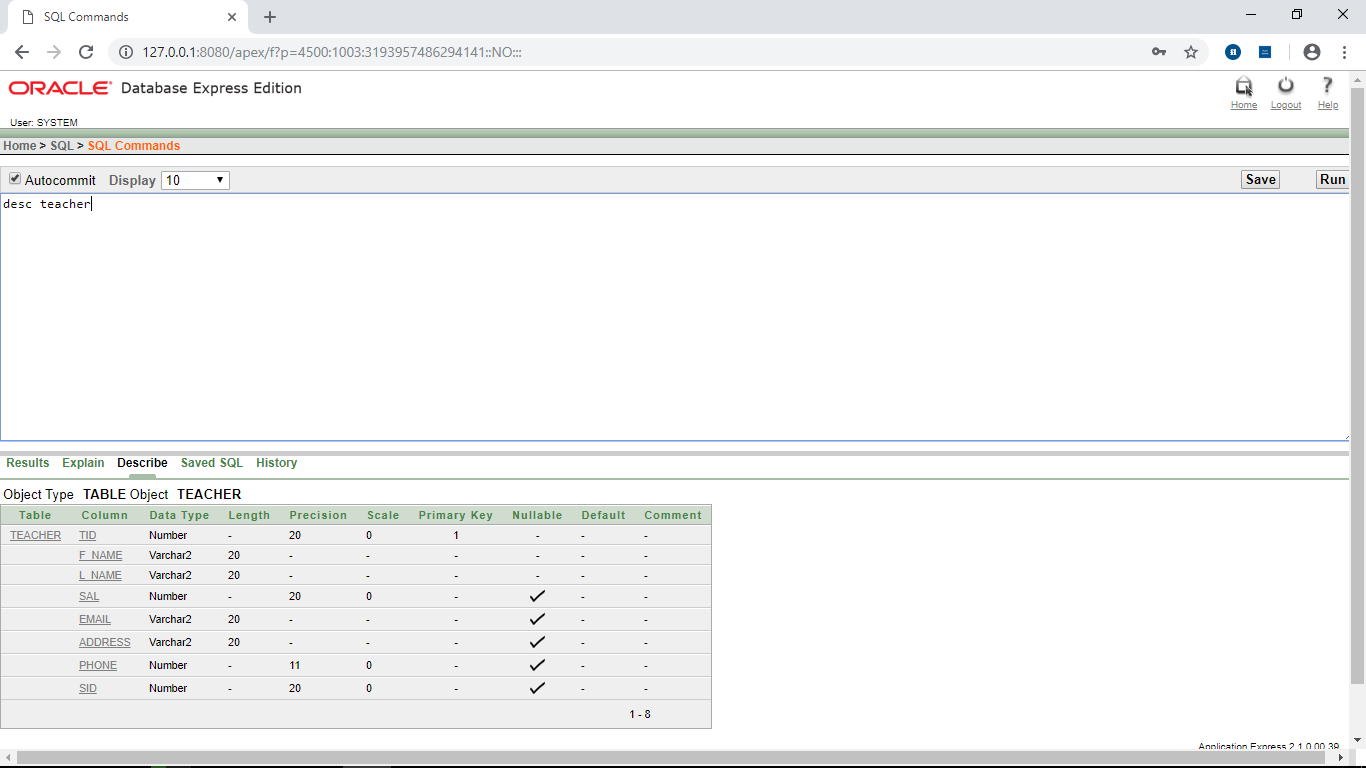 SQL Commands
127.0.0.1:8080/apex/f?p=4500:1003:3193957486294141::NO:::
ORACLE Database Express Edition
Home Logout Help
User: SYSTEM
Home > SQL > SQL Commands
Autocommit Display 10 Save Run
desc teacher
Results Explain Describe Saved SQL History
Object Type TABLE Object TEACHER
Table Column Data Type Length Precision Scale Primary Key Nullable Default Comment
TEACHER TID Number - 20 0 1 - - -
F_NAME Varchar2 20 - - - - - -
L_NAME Varchar2 20 - - - - - -
SAL Number - 20 0 - ✓ - -
EMAIL Varchar2 20 - - - ✓ - -
ADDRESS Varchar2 20 - - - ✓ - -
PHONE Number - 11 0 - ✓ - -
SID Number - 20 0 - ✓ - -
1 - 8
Application Express 2.1.0.00.39